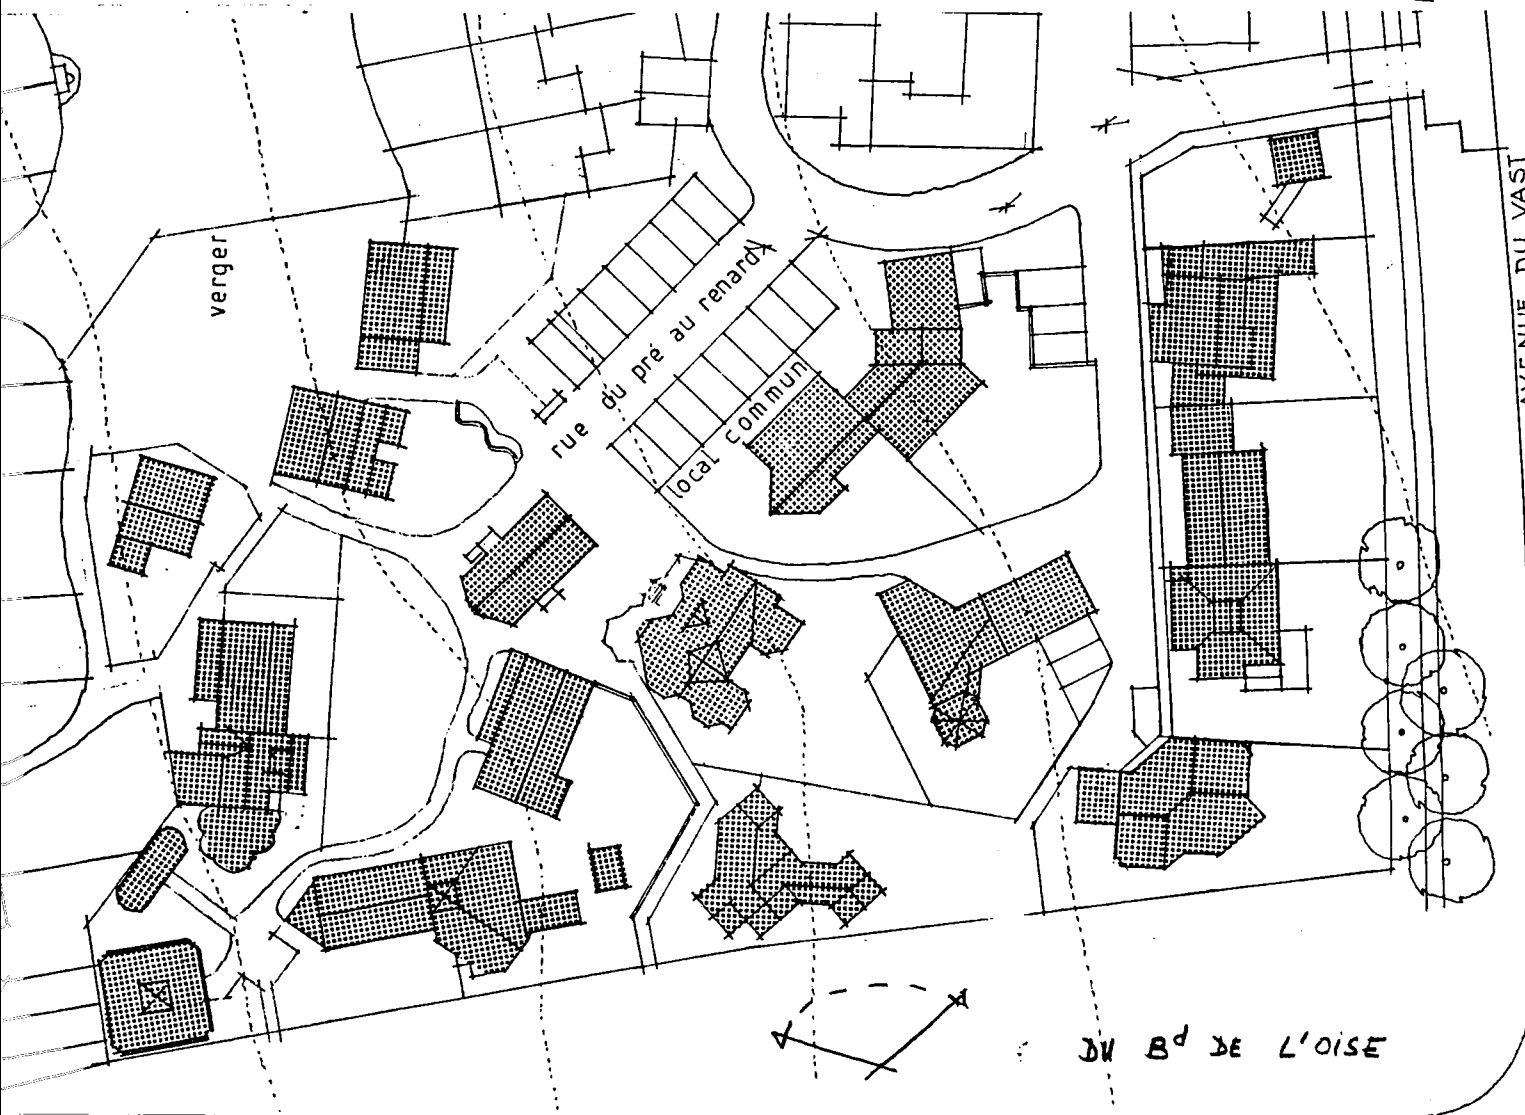 verger
rue du pré au renard
local commun
AVENUE DU VAST
DU Bd DE L'OISE